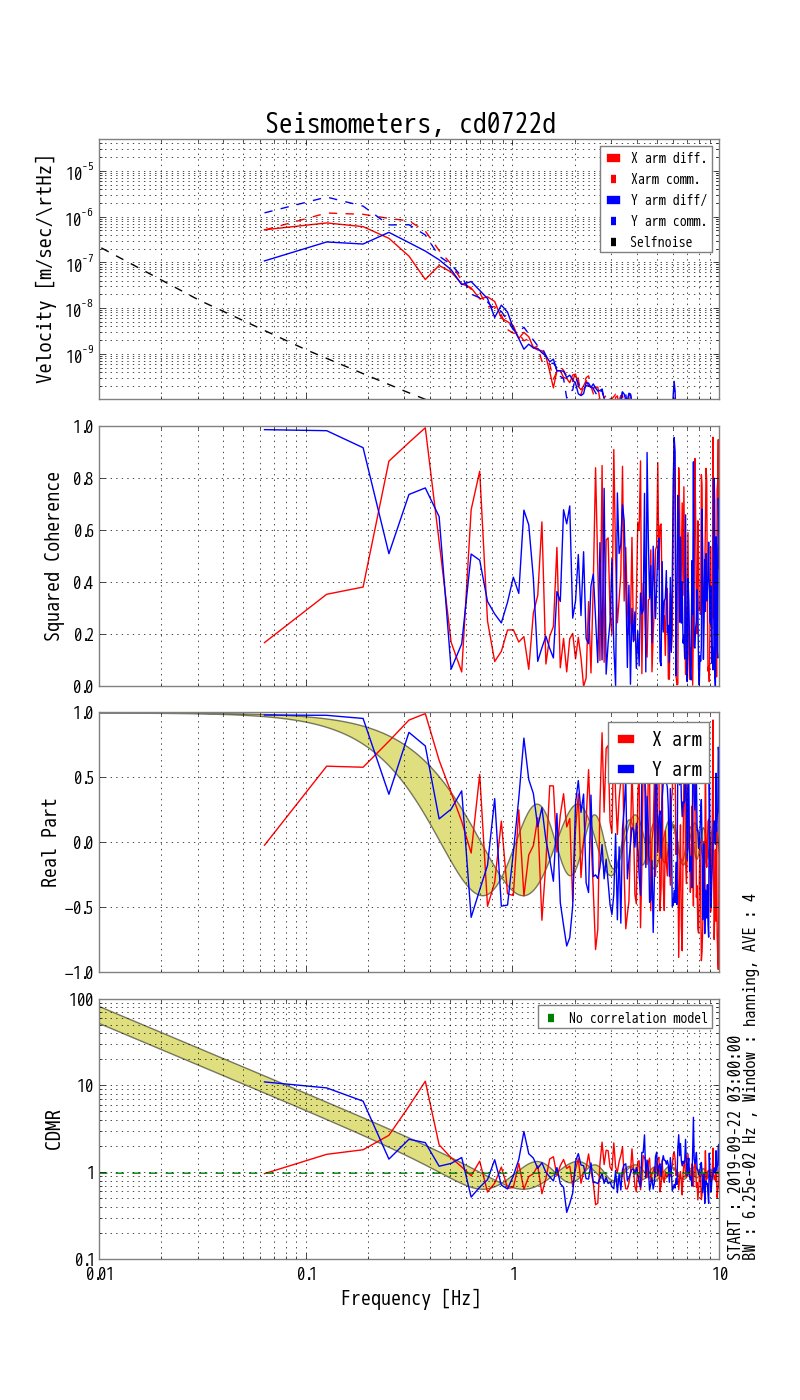 Seismometers, cd0722d
Velocity [m/sec/\rtHz]
10^-5
10^-6
10^-7
10^-8
10^-9
X arm diff.
Xarm comm.
Y arm diff/
Y arm comm.
Selfnoise
Squared Coherence
1.0
0.8
0.6
0.4
0.2
0.0
Real Part
1.0
0.5
0.0
−0.5
−1.0
X arm
Y arm
CDMR
100
10
1
0.1
No correlation model
0.01
0.1
1
10
Frequency [Hz]
START : 2019-09-22 03:00:00
BW : 6.25e-02 Hz , Window : hanning, AVE : 4